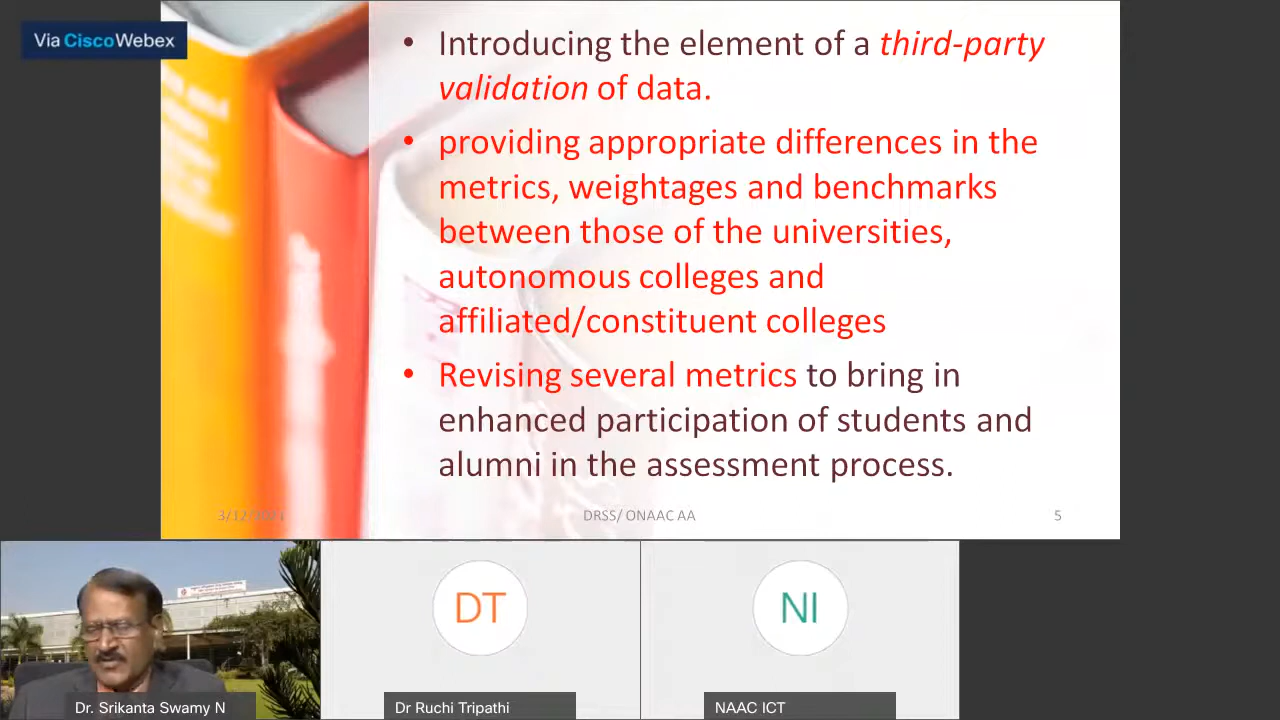 Via Cisco Webex
• Introducing the element of a third-party
validation of data.
• providing appropriate differences in the
metrics, weightages and benchmarks
between those of the universities,
autonomous colleges and
affiliated/constituent colleges
• Revising several metrics to bring in
enhanced participation of students and
alumni in the assessment process.
DRSS/ ONAAC AA
5
DT
NI
Dr. Srikanta Swamy N
Dr Ruchi Tripathi
NAAC ICT